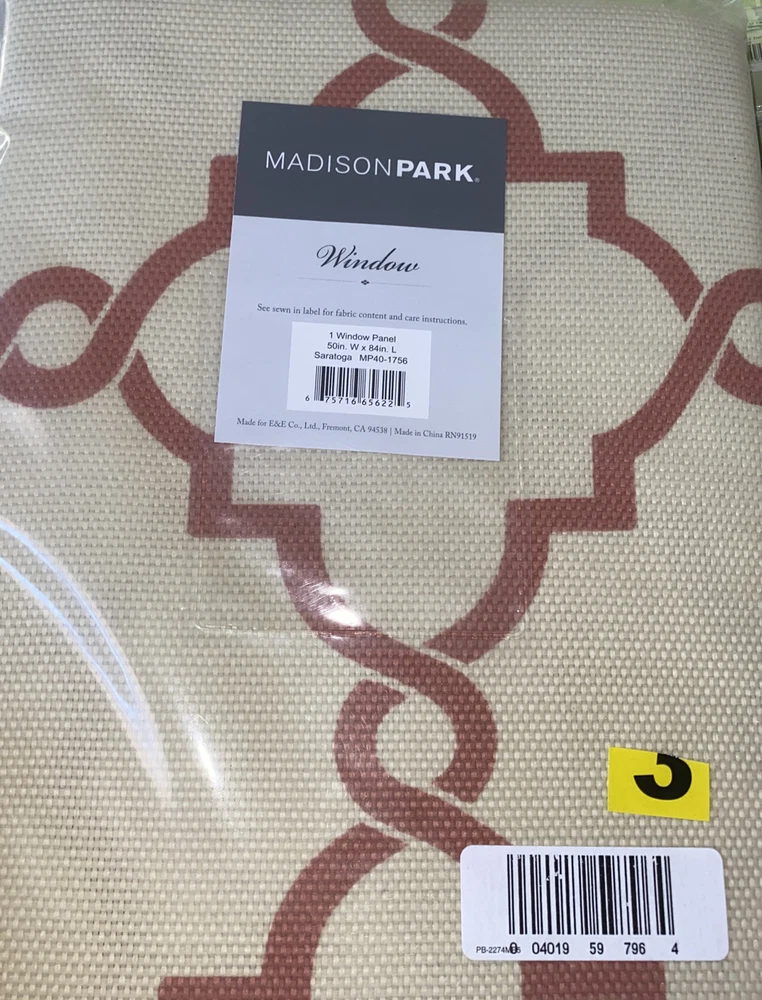 MADISONPARK®
Window
See sewn in label for fabric content and care instructions.
1 Window Panel
50in. W x 84in. L
Saratoga MP40-1756
6 75716 65622 5
Made for E&E Co., Ltd., Fremont, CA 94538 | Made in China RN91519
3
0 04019 59 796 4